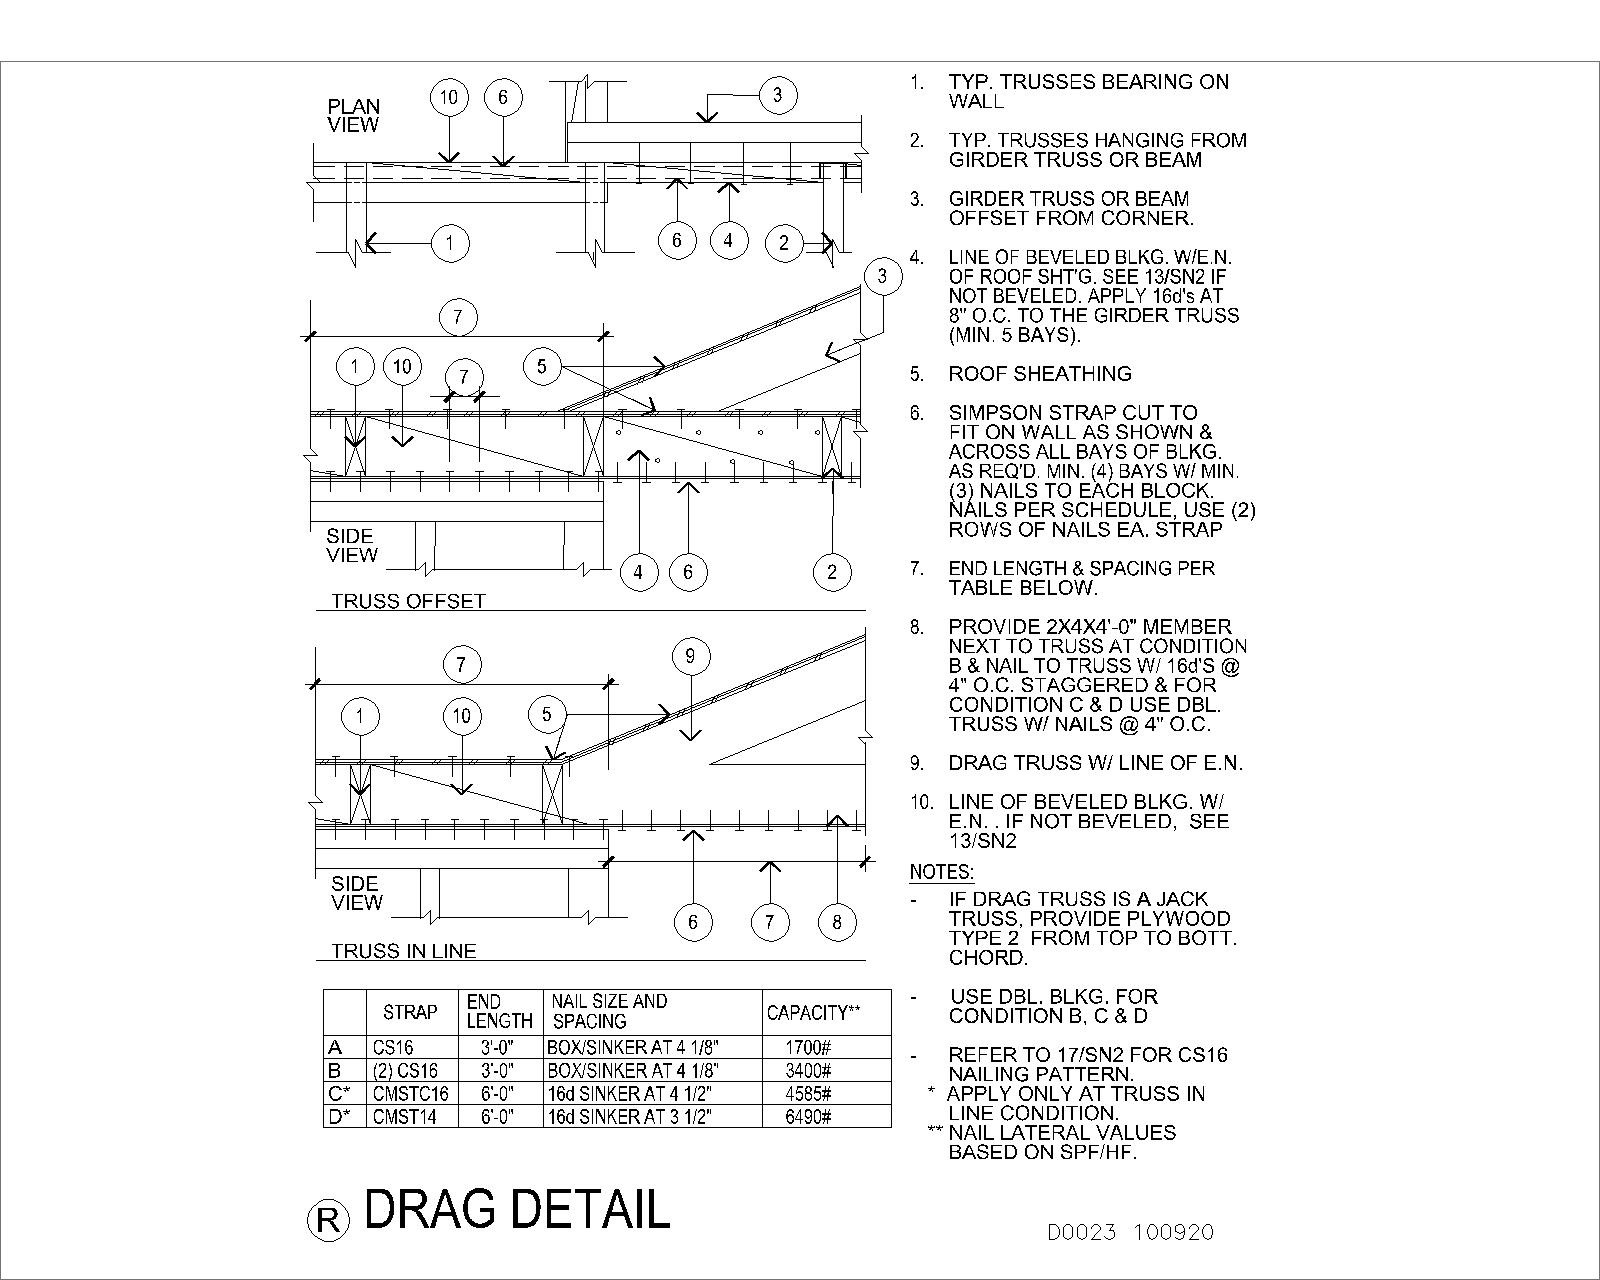 PLAN
VIEW
10
6
3
1
6
4
2
3
7
1
10
7
5
SIDE
VIEW
4
6
2
TRUSS OFFSET
7
9
1
10
5
SIDE
VIEW
6
7
8
TRUSS IN LINE
STRAP
END
LENGTH
NAIL SIZE AND
SPACING
CAPACITY**
A CS16 3'-0" BOX/SINKER AT 4 1/8" 1700#
B (2) CS16 3'-0" BOX/SINKER AT 4 1/8" 3400#
C* CMSTC16 6'-0" 16d SINKER AT 4 1/2" 4585#
D* CMST14 6'-0" 16d SINKER AT 3 1/2" 6490#
1. TYP. TRUSSES BEARING ON
WALL
2. TYP. TRUSSES HANGING FROM
GIRDER TRUSS OR BEAM
3. GIRDER TRUSS OR BEAM
OFFSET FROM CORNER.
4. LINE OF BEVELED BLKG. W/E.N.
OF ROOF SHT'G. SEE 13/SN2 IF
NOT BEVELED. APPLY 16d's AT
8" O.C. TO THE GIRDER TRUSS
(MIN. 5 BAYS).
5. ROOF SHEATHING
6. SIMPSON STRAP CUT TO
FIT ON WALL AS SHOWN &
ACROSS ALL BAYS OF BLKG.
AS REQ'D. MIN. (4) BAYS W/ MIN.
(3) NAILS TO EACH BLOCK.
NAILS PER SCHEDULE, USE (2)
ROWS OF NAILS EA. STRAP
7. END LENGTH & SPACING PER
TABLE BELOW.
8. PROVIDE 2X4X4'-0" MEMBER
NEXT TO TRUSS AT CONDITION
B & NAIL TO TRUSS W/ 16d'S @
4" O.C. STAGGERED & FOR
CONDITION C & D USE DBL.
TRUSS W/ NAILS @ 4" O.C.
9. DRAG TRUSS W/ LINE OF E.N.
10. LINE OF BEVELED BLKG. W/
E.N. . IF NOT BEVELED, SEE
13/SN2
NOTES:
- IF DRAG TRUSS IS A JACK
TRUSS, PROVIDE PLYWOOD
TYPE 2 FROM TOP TO BOTT.
CHORD.
- USE DBL. BLKG. FOR
CONDITION B, C & D
- REFER TO 17/SN2 FOR CS16
NAILING PATTERN.
* APPLY ONLY AT TRUSS IN
LINE CONDITION.
** NAIL LATERAL VALUES
BASED ON SPF/HF.
R DRAG DETAIL
D0023 100920